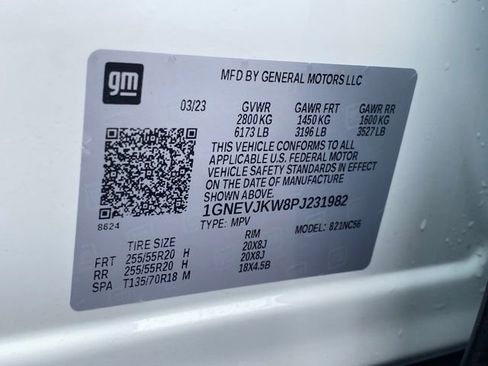 gm
MFD BY GENERAL MOTORS LLC
03/23 GVWR GAWR FRT GAWR RR
2800 KG 1450 KG 1600 KG
6173 LB 3196 LB 3527 LB
THIS VEHICLE CONFORMS TO ALL
APPLICABLE U.S. FEDERAL MOTOR
VEHICLE SAFETY STANDARDS IN EFFECT
ON THE DATE OF MANUFACTURE
SHOWN ABOVE.
1GNEVJKW8PJ231982
8624 TYPE: MPV MODEL: 821NC56
TIRE SIZE RIM
FRT 255/55R20 H 20X8J
RR 255/55R20 H 20X8J
SPA T135/70R18 M 18X4.5B